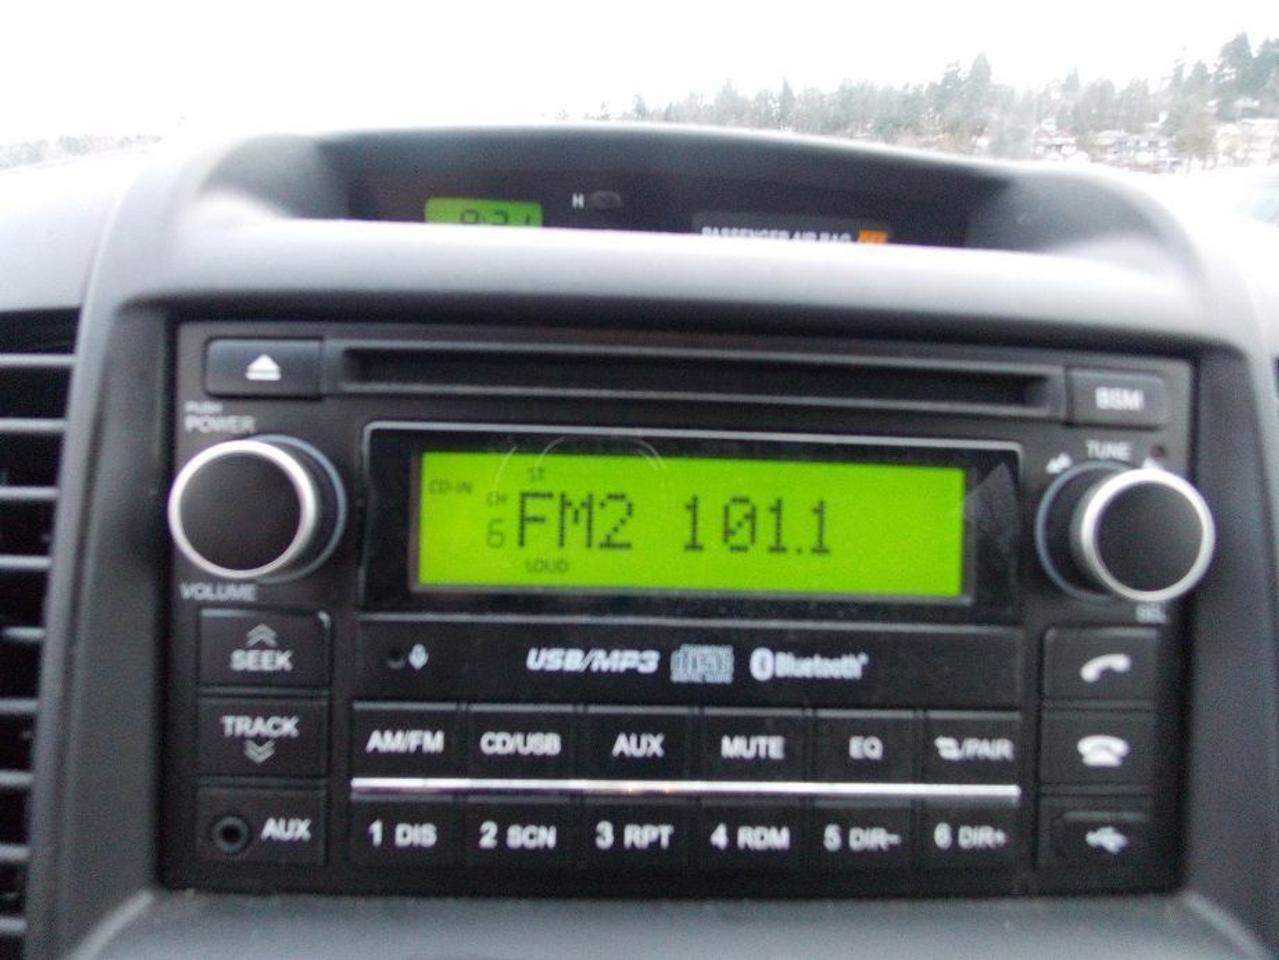 H
PASSENGER AIR BAG OFF
BSM
PUSH
POWER
TUNE
ST
CD-IN
CH
6 FM2 101.1
LOUD
VOLUME
SEL
SEEK
USB/MP3 Bluetooth
TRACK
AM/FM CD/USB AUX MUTE EQ /PAIR
AUX
1 DIS 2 SCN 3 RPT 4 RDM 5 DIR- 6 DIR+